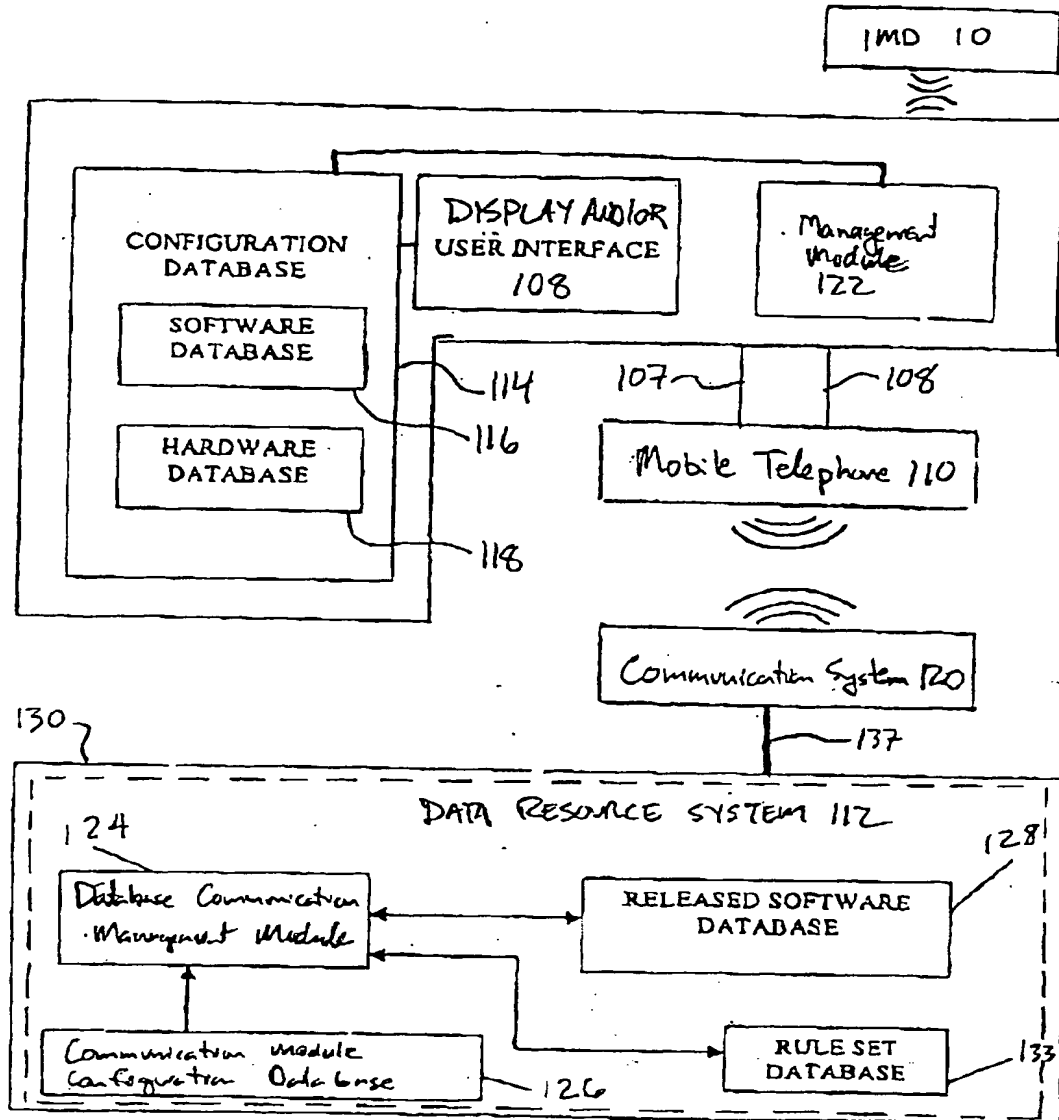 IMD 10
CONFIGURATION
DATABASE
SOFTWARE
DATABASE
HARDWARE
DATABASE
DISPLAY AND/OR
USER INTERFACE
108
Management
Module
122
114
116
118
107
108
Mobile Telephone 110
Communication System 120
137
130
DATA RESOURCE SYSTEM 112
124
Database Communication
Management Module
128
RELEASED SOFTWARE
DATABASE
Communication Module
Configuration Database
126
RULE SET
DATABASE
133